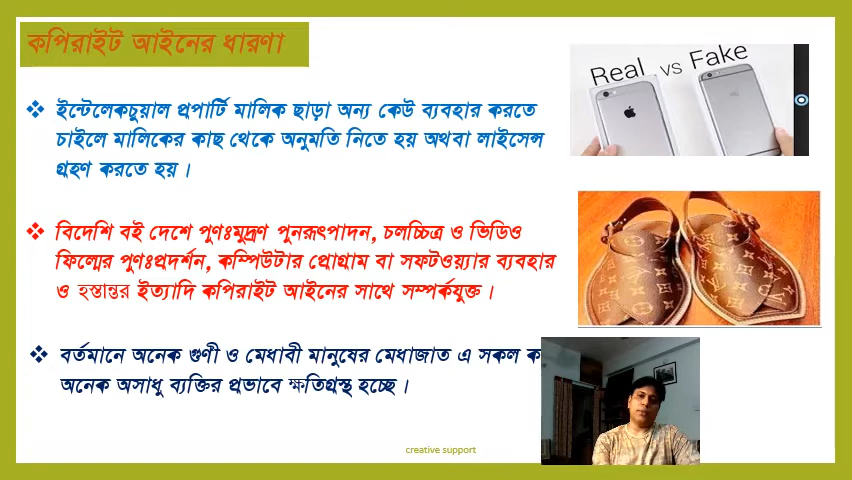 কপিরাইট আইনের ধারণা
❖ ইন্টেলেকচুয়াল প্রপার্টি মালিক ছাড়া অন্য কেউ ব্যবহার করতে
চাইলে মালিকের কাছ থেকে অনুমতি নিতে হয় অথবা লাইসেন্স
গ্রহণ করতে হয়।
Real vs Fake
❖ বিদেশি বই দেশে পুণঃমুদ্রণ পুনরুৎপাদন, চলচ্চিত্র ও ভিডিও
ফিল্মের পুণঃপ্রদর্শন, কম্পিউটার প্রোগ্রাম বা সফটওয়্যার ব্যবহার
ও হস্তান্তর ইত্যাদি কপিরাইট আইনের সাথে সম্পর্কযুক্ত।
❖ বর্তমানে অনেক গুণী ও মেধাবী মানুষের মেধাজাত এ সকল
অনেক অসাধু ব্যক্তির প্রভাবে ক্ষতিগ্রস্থ হচ্ছে।
creative support